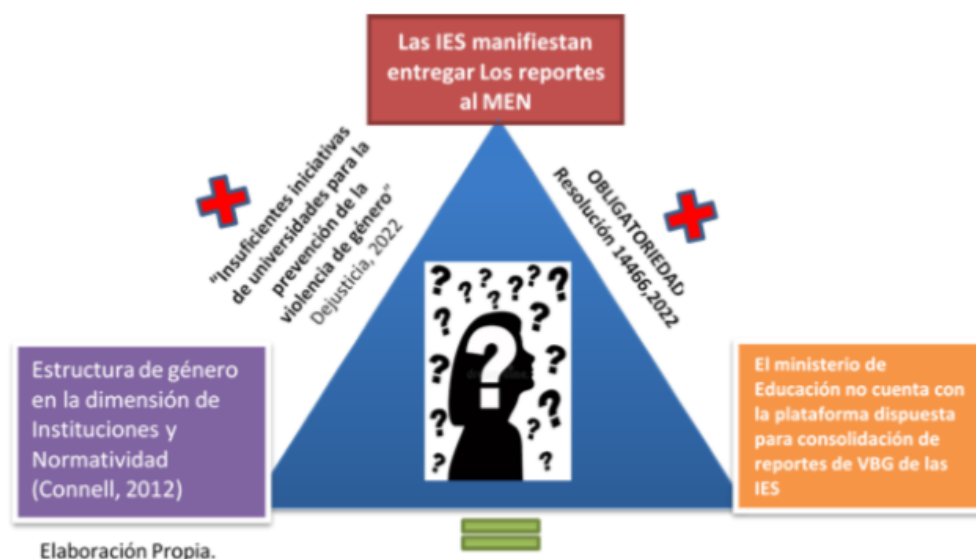 Las IES manifiestan
entregar Los reportes
al MEN
"Insuficientes iniciativas
de universidades para la
prevención de la
violencia de género"
Dejusticia, 2022
OBLIGATORIEDAD
Resolución 14466,2022
Estructura de género
en la dimensión de
Instituciones y
Normatividad
(Connell, 2012)
El ministerio de
Educación no cuenta con
la plataforma dispuesta
para consolidación de
reportes de VBG de las
IES
Elaboración Propia.